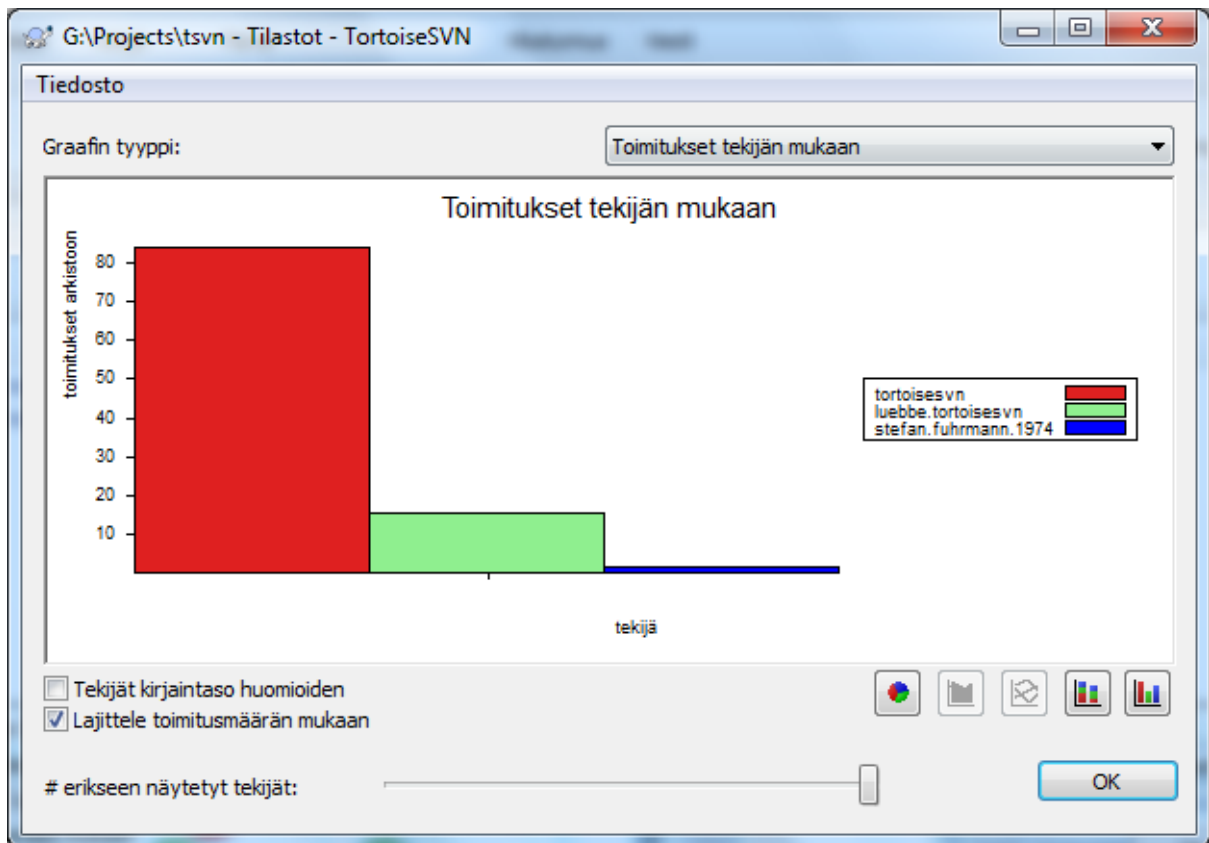 G:\Projects\tsvn - Tilastot - TortoiseSVN
Tiedosto
Graafin tyyppi:
Toimitukset tekijän mukaan
Toimitukset tekijän mukaan
toimitukset arkistoon
80
70
60
50
40
30
20
10
tortoisesvn
luebbe.tortoisesvn
stefan.fuhrmann.1974
tekijä
Tekijät kirjaintaso huomioiden
Lajittele toimitusmäärän mukaan
# erikseen näytetyt tekijät:
OK